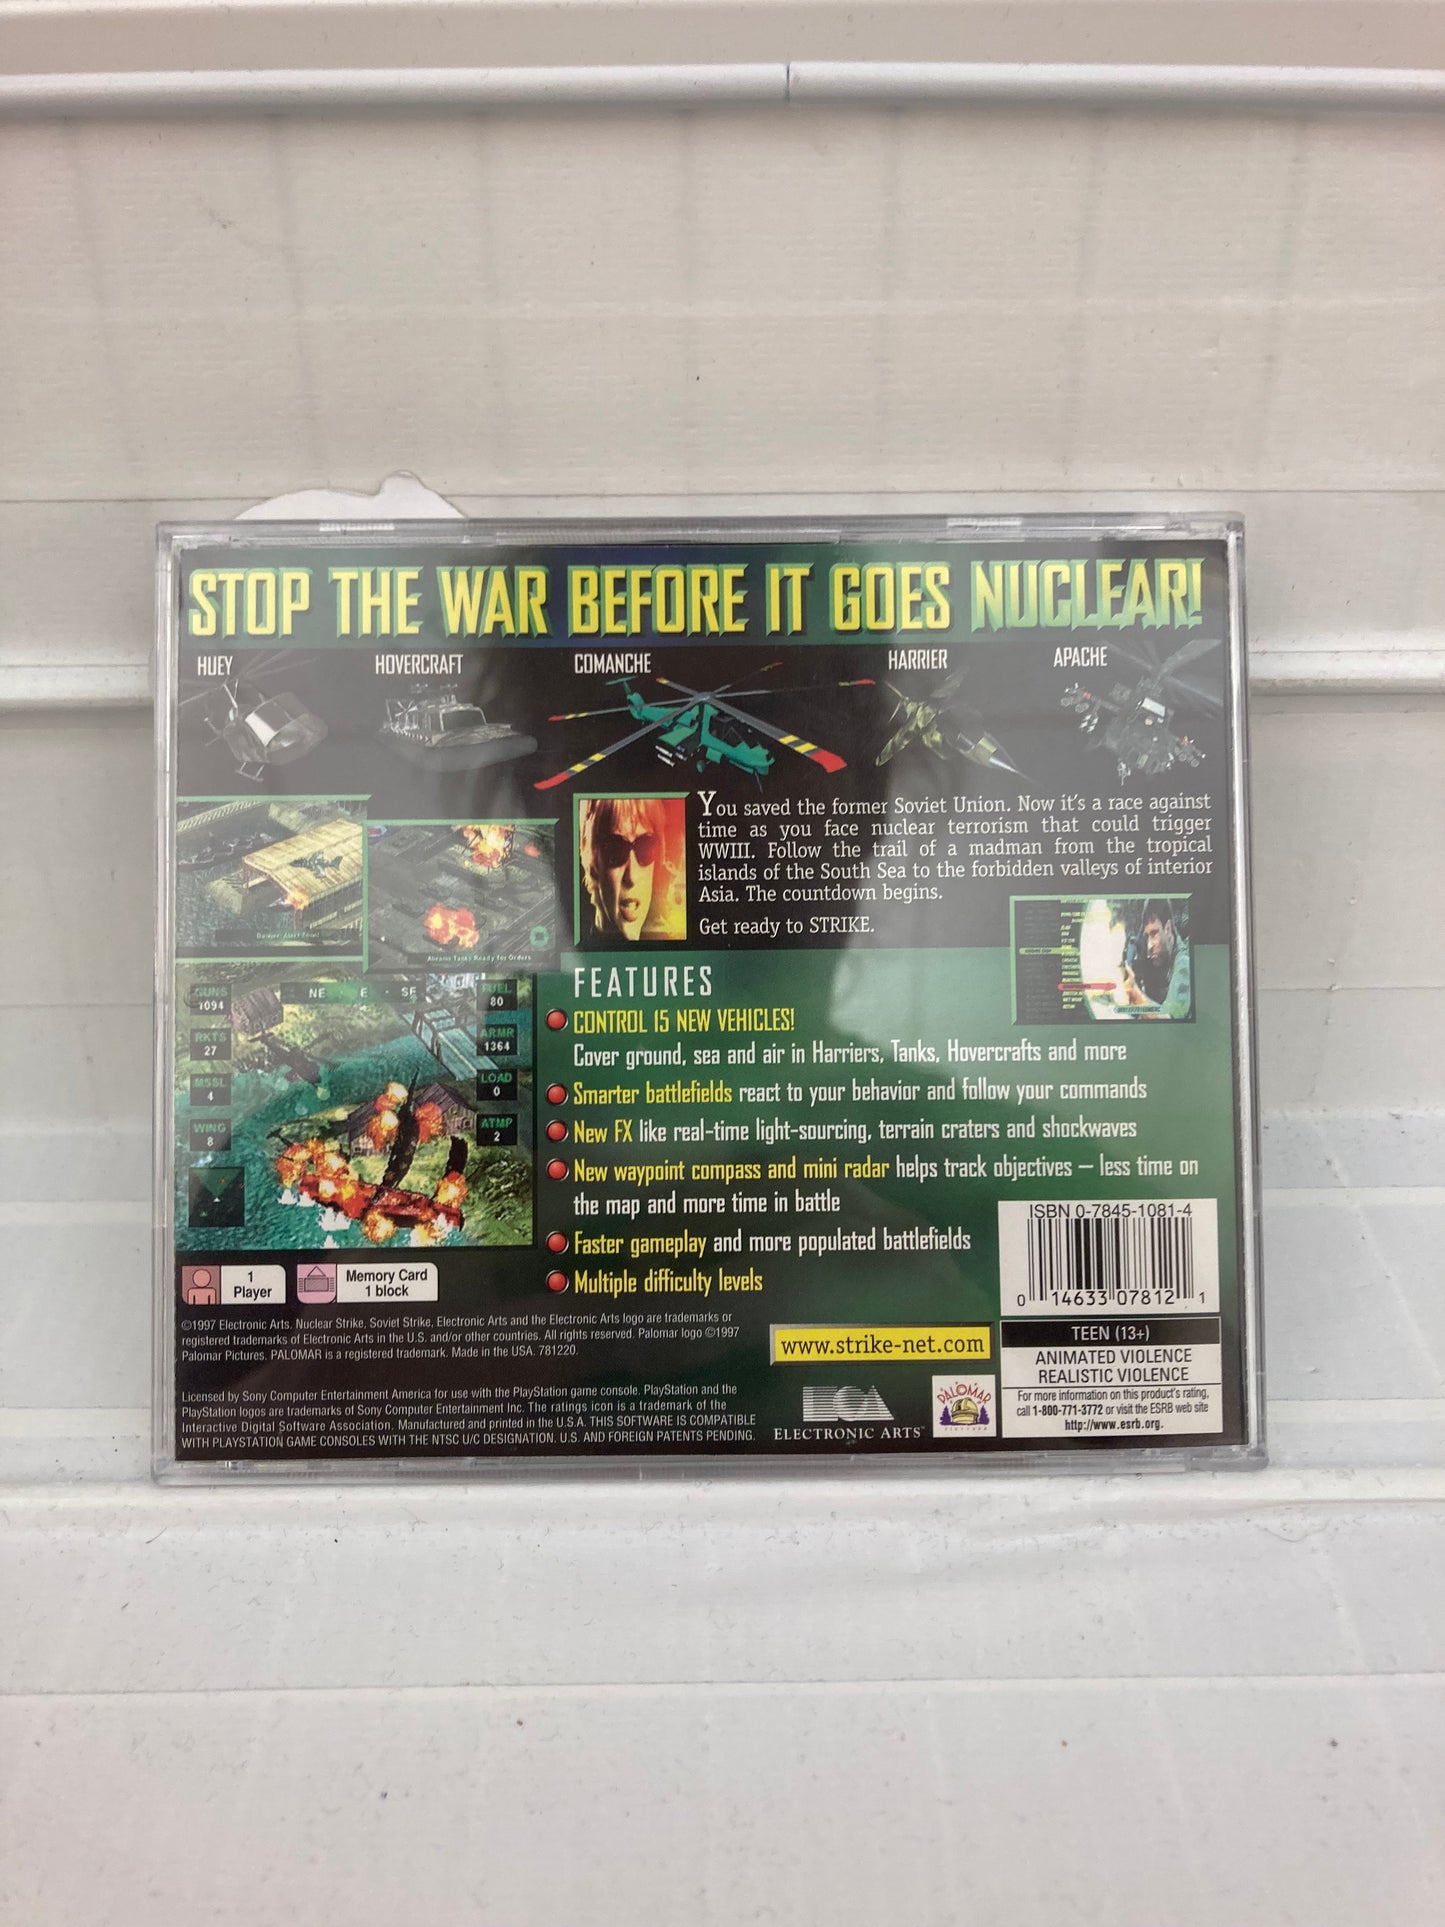 STOP THE WAR BEFORE IT GOES NUCLEAR!
HUEY
HOVERCRAFT
COMANCHE
HARRIER
APACHE
You saved the former Soviet Union. Now it's a race against
time as you face nuclear terrorism that could trigger
WWIII. Follow the trail of a madman from the tropical
islands of the South Sea to the forbidden valleys of interior
Asia. The countdown begins.
Get ready to STRIKE.
Abrams Tanks Ready for Orders
GUNS
1094
RKTS
27
MSSL
4
WING
8
NE
E
SE
FUEL
80
ARMR
1364
LOAD
0
ATMP
2
FEATURES
CONTROL 15 NEW VEHICLES!
Cover ground, sea and air in Harriers, Tanks, Hovercrafts and more
Smarter battlefields react to your behavior and follow your commands
New FX like real-time light-sourcing, terrain craters and shockwaves
New waypoint compass and mini radar helps track objectives – less time on
the map and more time in battle
Faster gameplay and more populated battlefields
Multiple difficulty levels
ISBN 0-7845-1081-4
0 14633 07812 1
1
Player
Memory Card
1 block
©1997 Electronic Arts. Nuclear Strike, Soviet Strike, Electronic Arts and the Electronic Arts logo are trademarks or
registered trademarks of Electronic Arts in the U.S. and/or other countries. All rights reserved. Palomar logo ©1997
Palomar Pictures. PALOMAR is a registered trademark. Made in the USA. 781220.
Licensed by Sony Computer Entertainment America for use with the PlayStation game console. PlayStation and the
PlayStation logos are trademarks of Sony Computer Entertainment Inc. The ratings icon is a trademark of the
Interactive Digital Software Association. Manufactured and printed in the U.S.A. THIS SOFTWARE IS COMPATIBLE
WITH PLAYSTATION GAME CONSOLES WITH THE NTSC U/C DESIGNATION. U.S. AND FOREIGN PATENTS PENDING.
www.strike-net.com
ELECTRONIC ARTS™
PALOMAR
PICTURES
TEEN (13+)
ANIMATED VIOLENCE
REALISTIC VIOLENCE
For more information on this product's rating,
call 1-800-771-3772 or visit the ESRB web site
http://www.esrb.org.